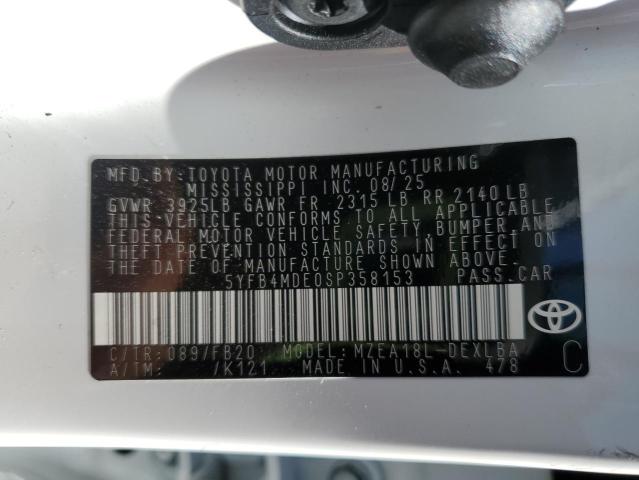 MFD. BY: TOYOTA MOTOR MANUFACTURING
MISSISSIPPI INC. 08/25
GVWR 3925LB GAWR FR 2315 LB RR 2140LB
THIS VEHICLE CONFORMS TO ALL APPLICABLE
FEDERAL MOTOR VEHICLE SAFETY, BUMPER, AND
THEFT PREVENTION STANDARDS IN EFFECT ON
THE DATE OF MANUFACTURE SHOWN ABOVE.
5YFB4MDE0SP358153 PASS.CAR
C/TR: 089/FB20 MODEL: MZEA18L-DEXLBA
A/TM: /K121 MADE IN U.S.A. 478 C